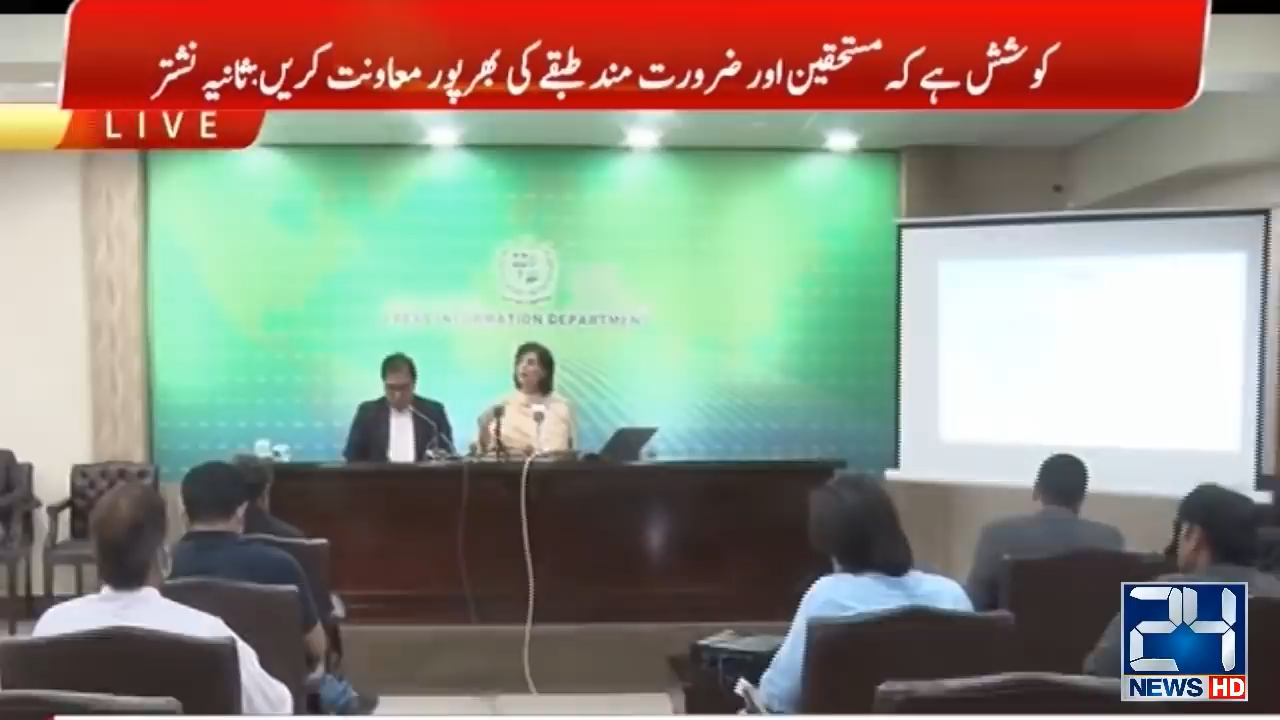 کوشش ہے کہ مستحقین اور ضرورت مند طبقے کی بھرپور معاونت کریں:ثانیہ نشتر
LIVE
PRESS INFORMATION DEPARTMENT
24
NEWS HD